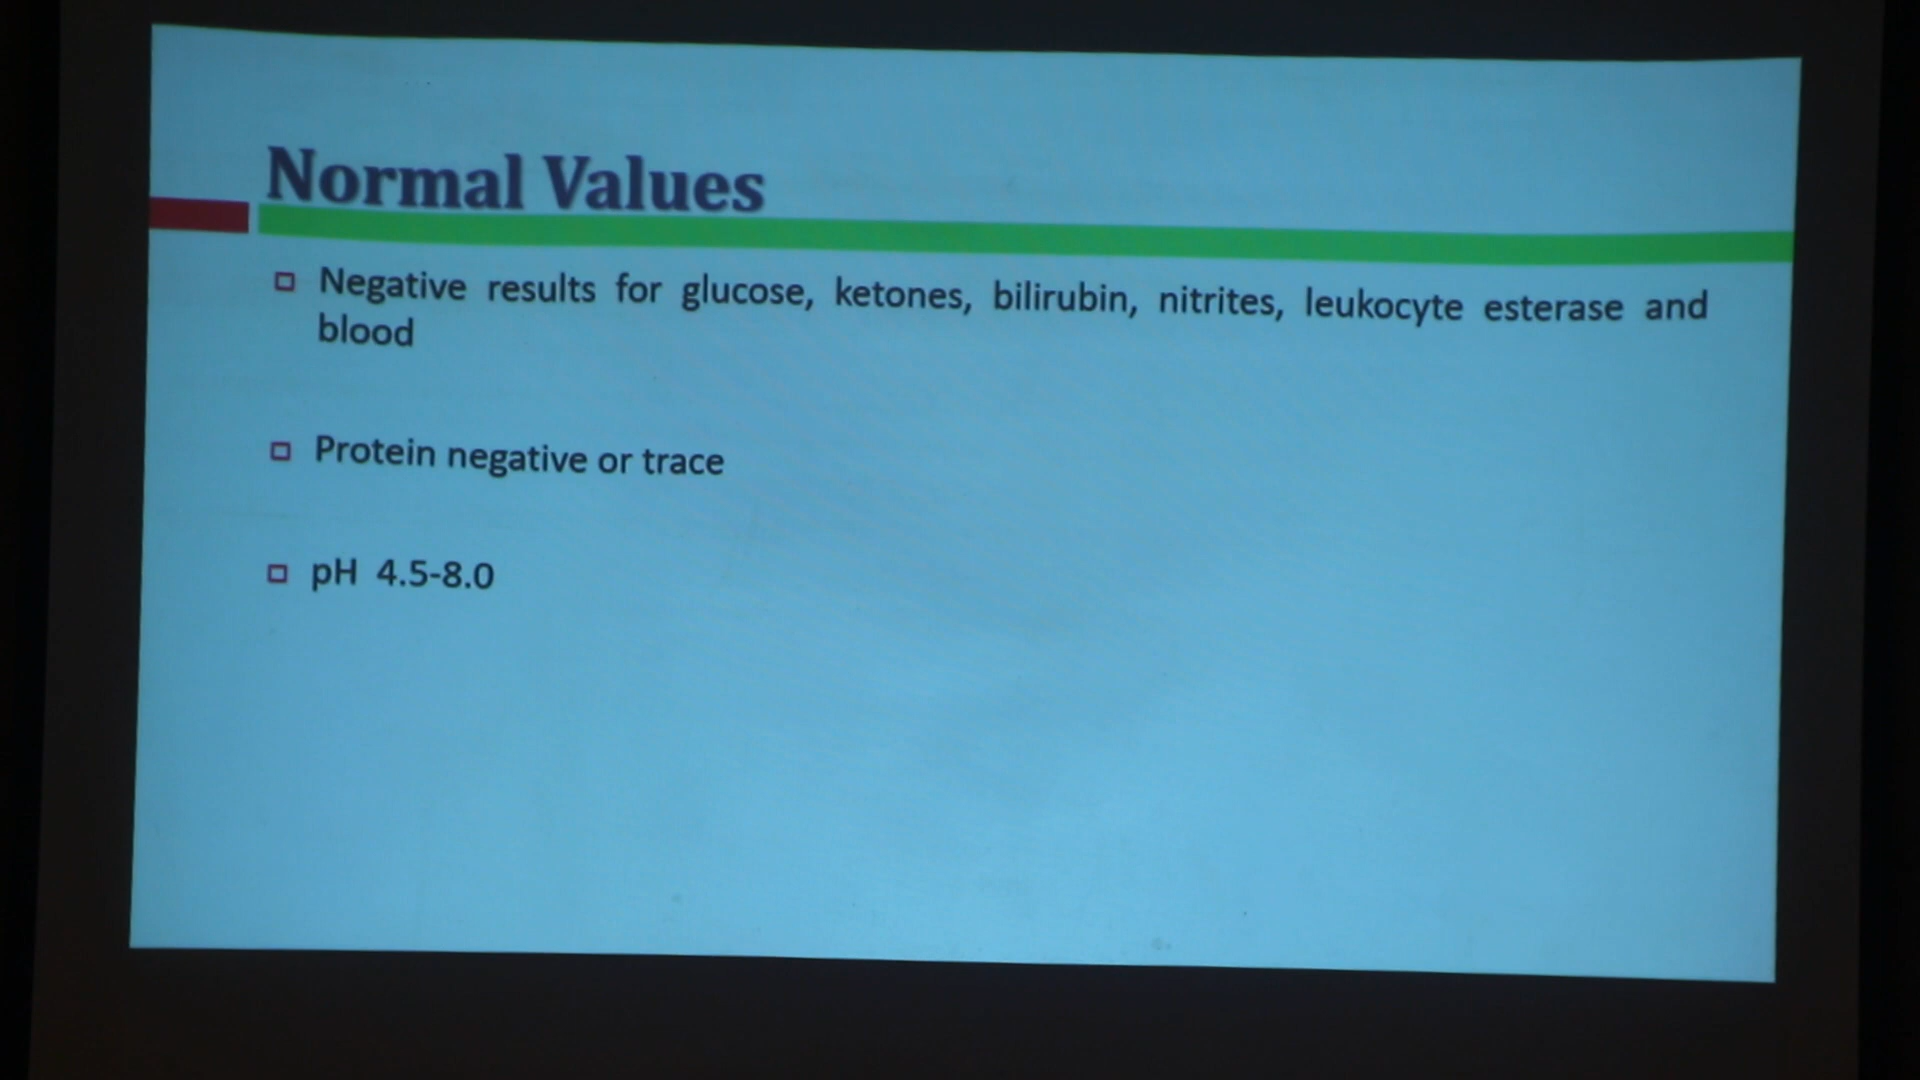 Normal Values
Negative results for glucose, ketones, bilirubin, nitrites, leukocyte esterase and
blood
Protein negative or trace
pH 4.5-8.0